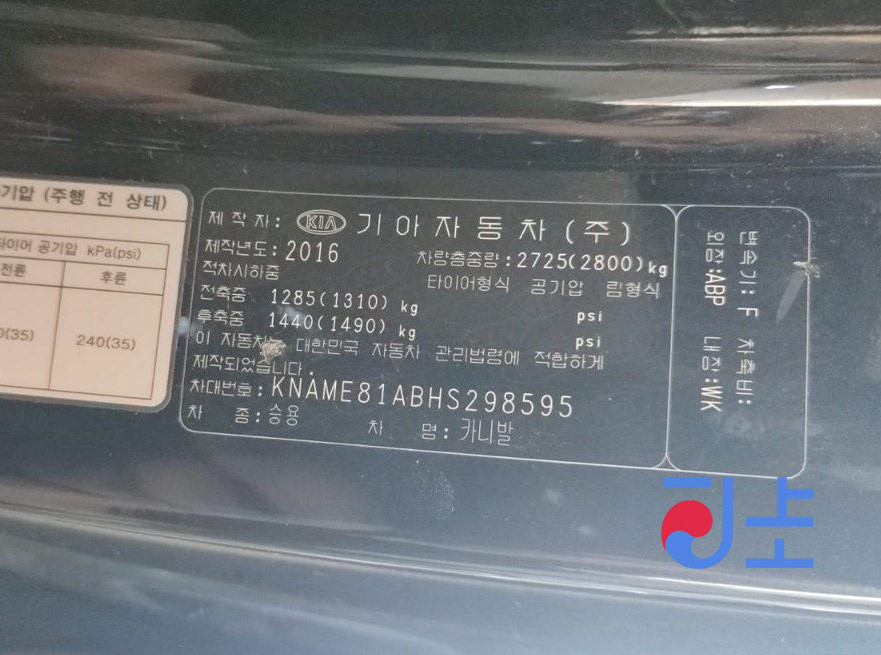 기압 (주행 전 상태)
타이어 공기압 kPa(psi)
전륜 후륜
(35) 240(35)
제 작 자: KIA 기아자동차(주)
제작년도: 2016 차량총중량: 2725(2800)kg
적차시하중 타이어형식 공기압 림형식
전축중 1285(1310) kg psi
후축중 1440(1490) kg psi
이 자동차는 대한민국 자동차 관리법령에 적합하게
제작되었습니다.
차대번호: KNAME81ABHS298595
차 종: 승용 차 명: 카니발
변속기: F 차축비:
외장: ABP 내장: WK